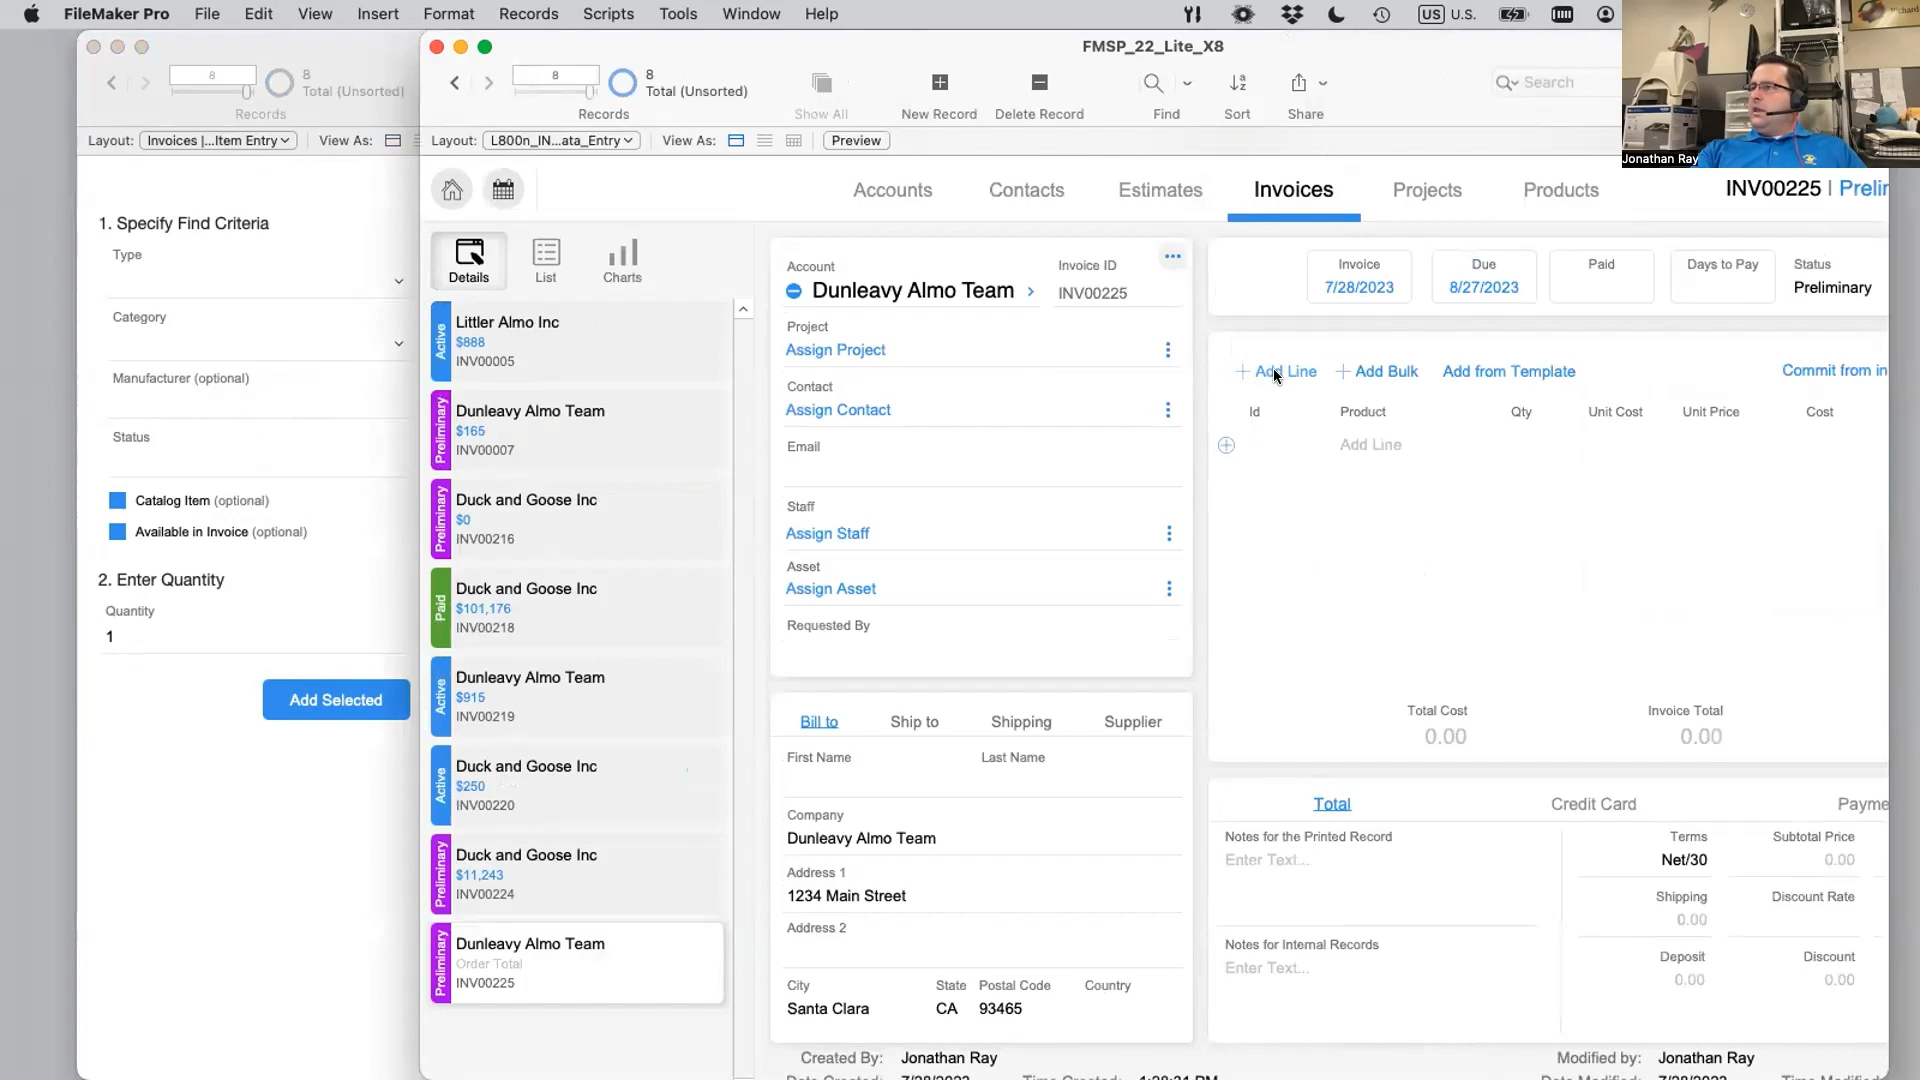 FileMaker Pro File Edit View Insert Format Records Scripts Tools Window Help US U.S.
8 8 Total (Unsorted)
Records
Layout: Invoices |...Item Entry View As:
1. Specify Find Criteria
Type
Category
Manufacturer (optional)
Status
Catalog Item (optional)
Available in Invoice (optional)
2. Enter Quantity
Quantity
1
Add Selected
FMSP_22_Lite_X8
8 8 Total (Unsorted)
Records Show All New Record Delete Record Find Sort Share Search
Layout: L800n_IN...ata_Entry View As: Preview
Jonathan Ray
Accounts Contacts Estimates Invoices Projects Products INV00225 | Prelir
Details List Charts
Active
Littler Almo Inc
$888
INV00005
Preliminary
Dunleavy Almo Team
$165
INV00007
Preliminary
Duck and Goose Inc
$0
INV00216
Paid
Duck and Goose Inc
$101,176
INV00218
Active
Dunleavy Almo Team
$915
INV00219
Active
Duck and Goose Inc
$250
INV00220
Preliminary
Duck and Goose Inc
$11,243
INV00224
Preliminary
Dunleavy Almo Team
Order Total
INV00225
Account Invoice ID
Dunleavy Almo Team INV00225
Project
Assign Project
Contact
Assign Contact
Email
Staff
Assign Staff
Asset
Assign Asset
Requested By
Bill to Ship to Shipping Supplier
First Name Last Name
Company
Dunleavy Almo Team
Address 1
1234 Main Street
Address 2
City State Postal Code Country
Santa Clara CA 93465
Invoice Due Paid Days to Pay Status
7/28/2023 8/27/2023 Preliminary
Add Line Add Bulk Add from Template Commit from in
Id Product Qty Unit Cost Unit Price Cost
Add Line
Total Cost Invoice Total
0.00 0.00
Total Credit Card Payme
Notes for the Printed Record Terms Subtotal Price
Enter Text... Net/30 0.00
Shipping Discount Rate
0.00
Notes for Internal Records Deposit Discount
Enter Text... 0.00 0.00
Created By: Jonathan Ray Modified by: Jonathan Ray